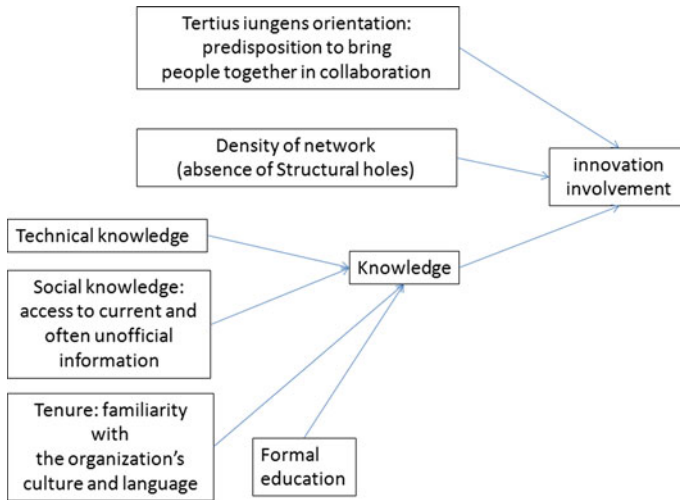 Tertius iungens orientation:
predisposition to bring
people together in collaboration
Density of network
(absence of Structural holes)
innovation
involvement
Technical knowledge
Knowledge
Social knowledge:
access to current and
often unofficial
information
Tenure: familiarity
with
the organization's
culture and language
Formal
education